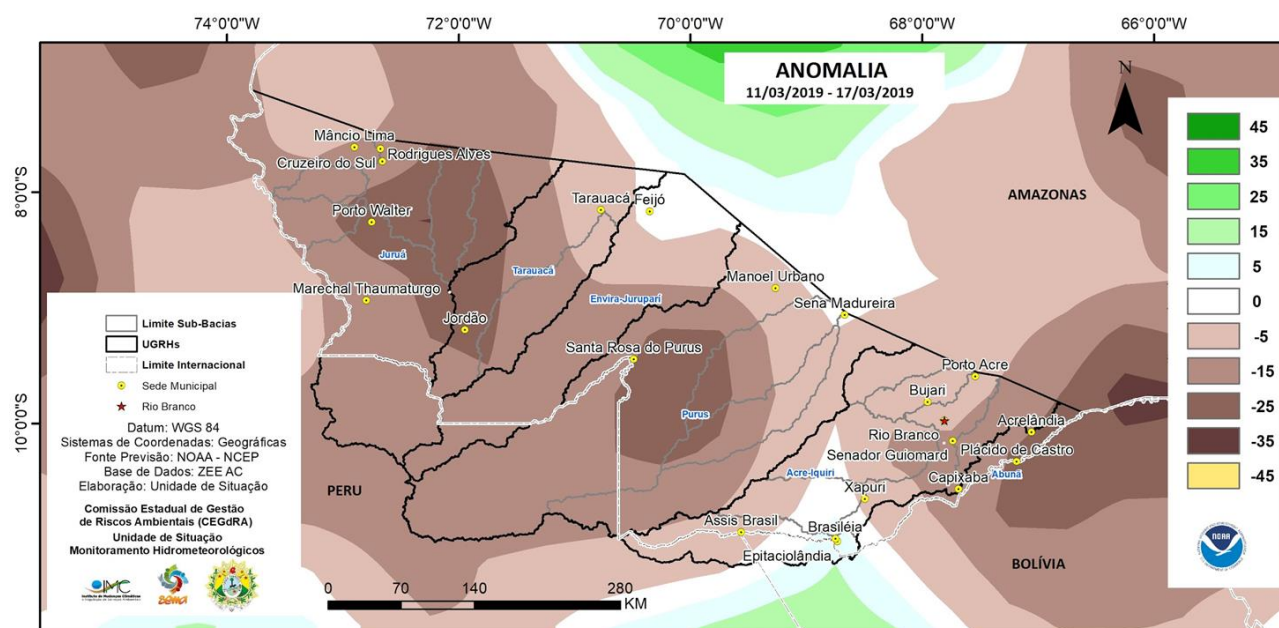 74°0'0"W 72°0'0"W 70°0'0"W 68°0'0"W 66°0'0"W
ANOMALIA
11/03/2019 - 17/03/2019
N
45
35
25
15
5
0
-5
-15
-25
-35
-45
8°0'0"S
10°0'0"S
AMAZONAS
Mâncio Lima
Rodrigues Alves
Cruzeiro do Sul
Tarauacá
Feijó
Porto Walter
Juruá
Tarauacá
Manoel Urbano
Marechal Thaumaturgo
Envira-Jurupari
Sena Madureira
Jordão
Santa Rosa do Purus
Porto Acre
Bujari
Purus
Acrelândia
Rio Branco
Plácido de Castro
Senador Guiomard
Acre-Iquiri
Capixaba
Abunã
Xapuri
PERU
Assis Brasil
Brasiléia
Epitaciolândia
BOLÍVIA
Limite Sub-Bacias
UGRHs
Limite Internacional
Sede Municipal
Rio Branco
Datum: WGS 84
Sistemas de Coordenadas: Geográficas
Fonte Previsão: NOAA - NCEP
Base de Dados: ZEE AC
Elaboração: Unidade de Situação
Comissão Estadual de Gestão
de Riscos Ambientais (CEGdRA)
Unidade de Situação
Monitoramento Hidrometeorológicos
IMC
SEMA
0 70 140 280
KM
NOAA